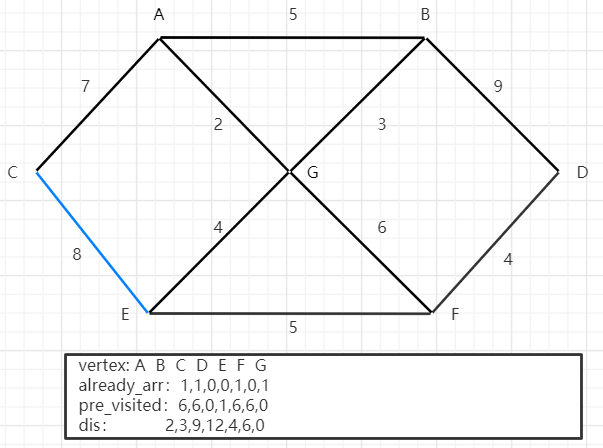 A 5 B
7 9
2 3
C G D
8 4 6 4
E F
5
vertex: A B C D E F G
already_arr: 1,1,0,0,1,0,1
pre_visited: 6,6,0,1,6,6,0
dis: 2,3,9,12,4,6,0